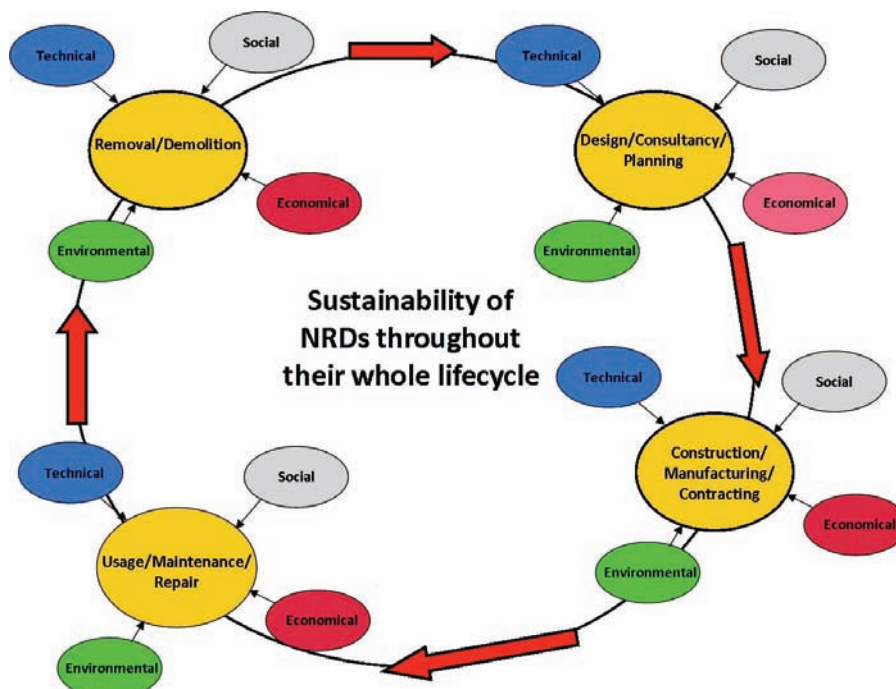 Technical
Social
Removal/Demolition
Economical
Environmental
Technical
Social
Design/Consultancy/
Planning
Economical
Environmental
Sustainability of
NRDs throughout
their whole lifecycle
Technical
Social
Construction/
Manufacturing/
Contracting
Economical
Environmental
Technical
Social
Usage/Maintenance/
Repair
Economical
Environmental